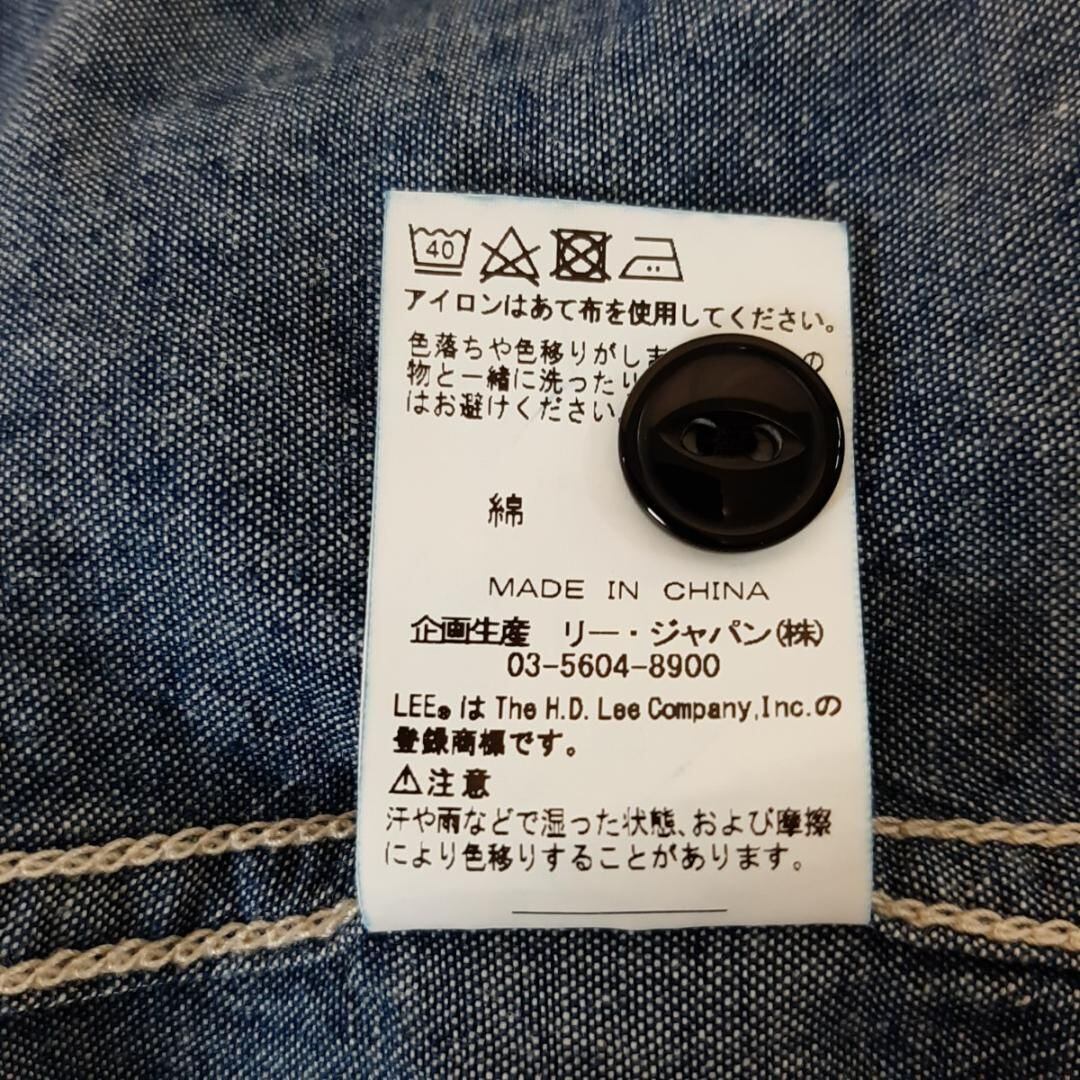 40
アイロンはあて布を使用してください。
色落ちや色移りがしま の
物と一緒に洗ったり
はお避けください。
綿
MADE IN CHINA
企画生産 リー・ジャパン(株)
03-5604-8900
LEE® は The H.D. Lee Company,Inc.の
登録商標です。
⚠注意
汗や雨などで湿った状態、および摩擦
により色移りすることがあります。